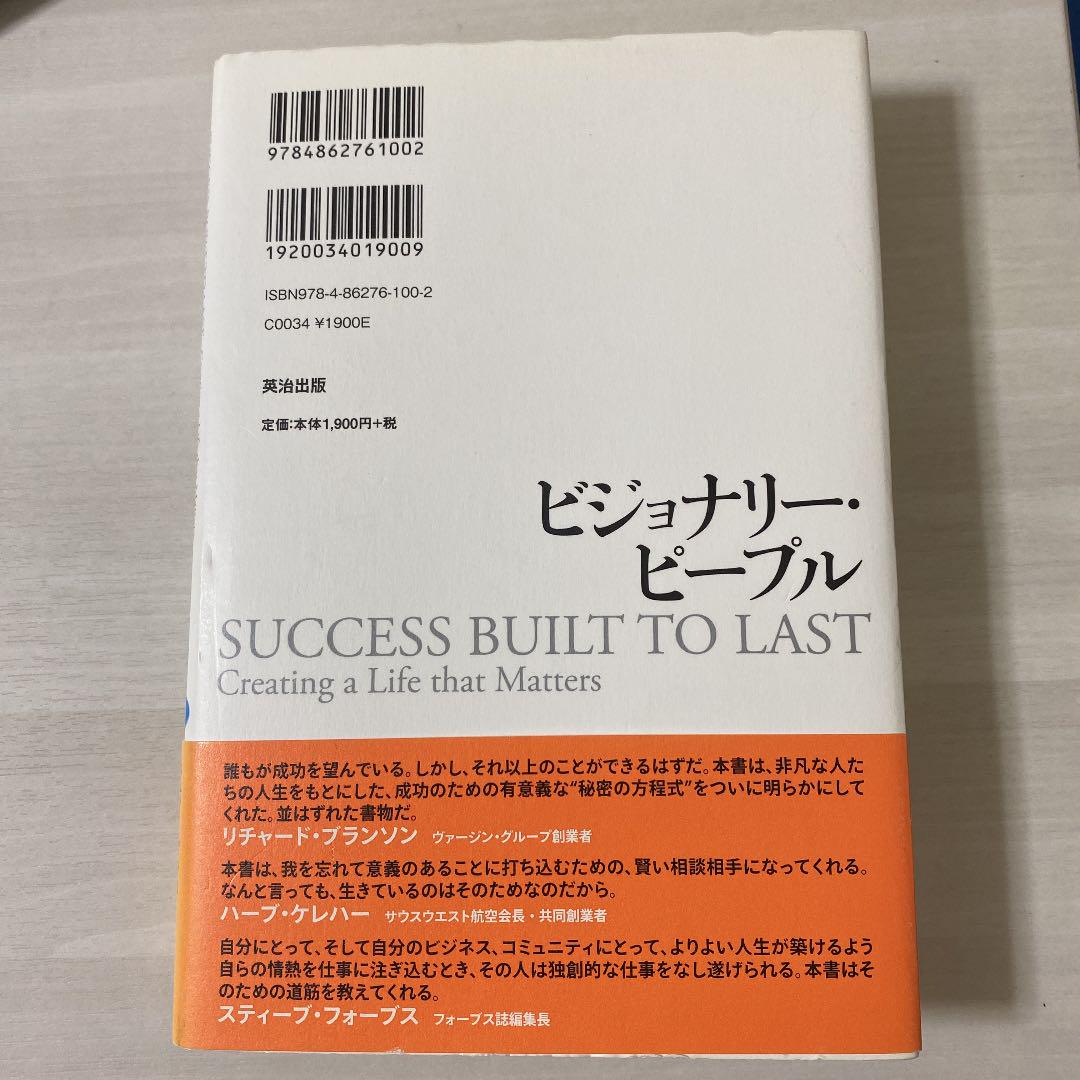 9784862761002
1920034019009
ISBN978-4-86276-100-2
C0034 ¥1900E
英治出版
定価:本体1,900円+税
ビジョナリー・
ピープル
SUCCESS BUILT TO LAST
Creating a Life that Matters
誰もが成功を望んでいる。しかし、それ以上のことができるはずだ。本書は、非凡な人た
ちの人生をもとにした、成功のための有意義な“秘密の方程式”をついに明らかにして
くれた。並はずれた書物だ。
リチャード・ブランソン ヴァージン・グループ創業者
本書は、我を忘れて意義のあることに打ち込むための、賢い相談相手になってくれる。
なんと言っても、生きているのはそのためなのだから。
ハーブ・ケレハー サウスウエスト航空会長・共同創業者
自分にとって、そして自分のビジネス、コミュニティにとって、よりよい人生が築けるよう
自らの情熱を仕事に注ぎ込むとき、その人は独創的な仕事をなし遂げられる。本書はそ
のための道筋を教えてくれる。
スティーブ・フォーブス フォーブス誌編集長